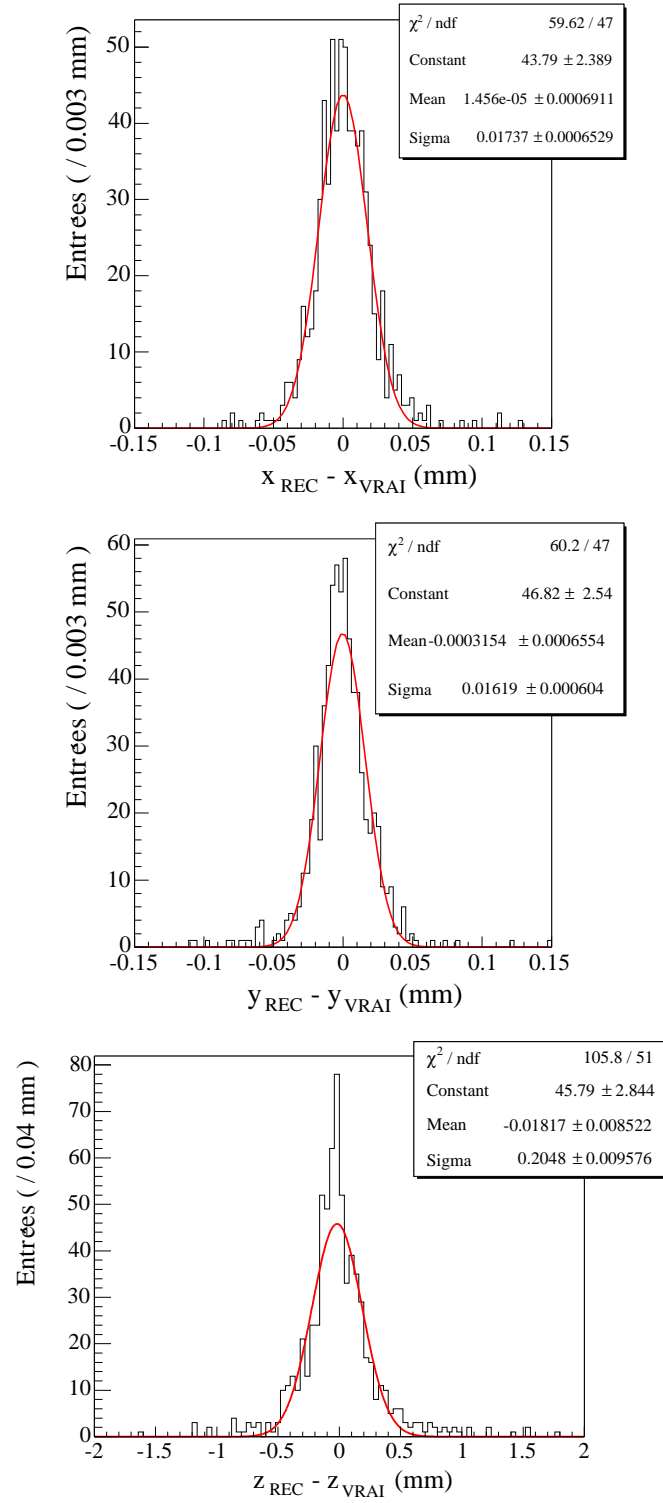 χ² / ndf 59.62 / 47
Constant 43.79 ± 2.389
Mean 1.456e-05 ± 0.0006911
Sigma 0.01737 ± 0.0006529
Entrées ( / 0.003 mm )
50
40
30
20
10
0
-0.15 -0.1 -0.05 0 0.05 0.1 0.15
x REC - x VRAI (mm)
χ² / ndf 60.2 / 47
Constant 46.82 ± 2.54
Mean -0.0003154 ± 0.0006554
Sigma 0.01619 ± 0.000604
Entrées ( / 0.003 mm )
60
50
40
30
20
10
0
-0.15 -0.1 -0.05 0 0.05 0.1 0.15
y REC - y VRAI (mm)
χ² / ndf 105.8 / 51
Constant 45.79 ± 2.844
Mean -0.01817 ± 0.008522
Sigma 0.2048 ± 0.009576
Entrées ( / 0.04 mm )
80
70
60
50
40
30
20
10
0
-2 -1.5 -1 -0.5 0 0.5 1 1.5 2
z REC - z VRAI (mm)